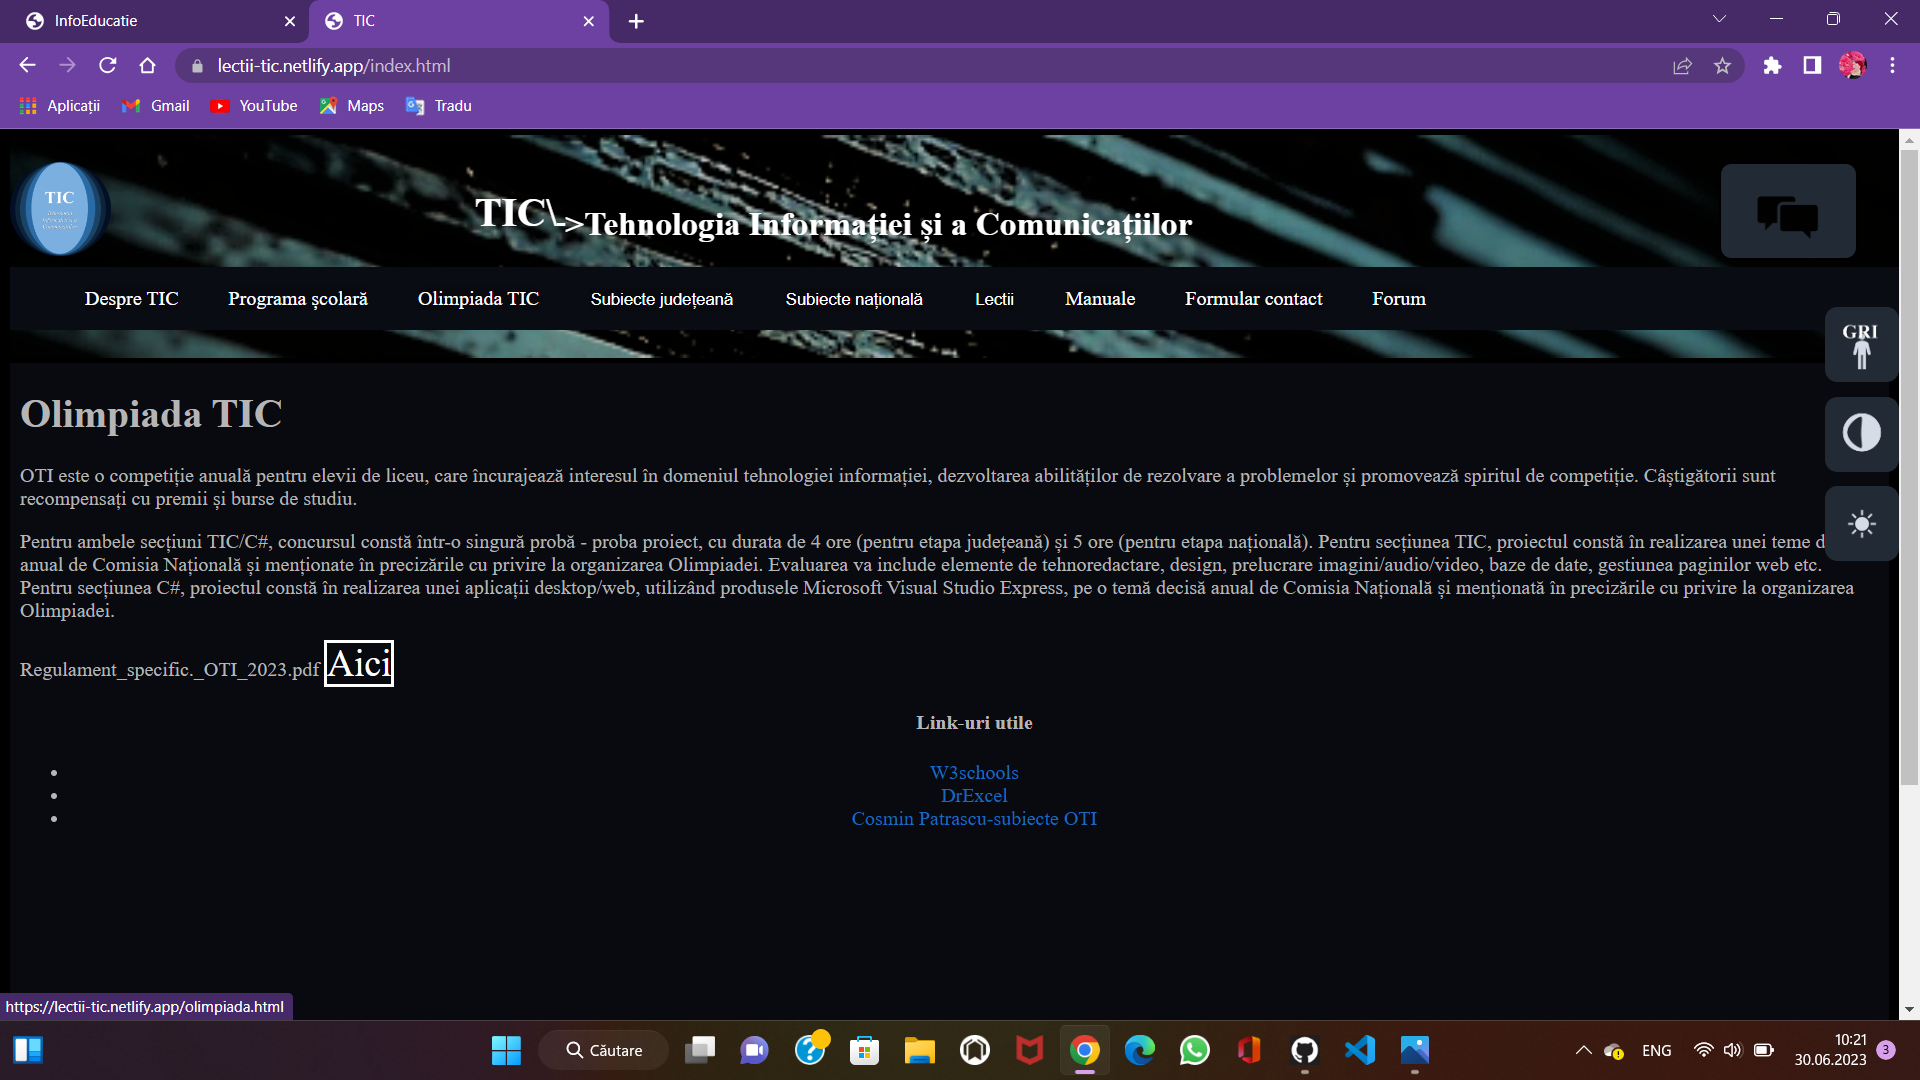 InfoEducatie
TIC
lectii-tic.netlify.app/index.html
Aplicații Gmail YouTube Maps Tradu
TIC
TIC\->Tehnologia Informației și a Comunicațiilor
Despre TIC Programa școlară Olimpiada TIC Subiecte județeană Subiecte națională Lectii Manuale Formular contact Forum
GRI
Olimpiada TIC
OTI este o competiție anuală pentru elevii de liceu, care încurajează interesul în domeniul tehnologiei informației, dezvoltarea abilităților de rezolvare a problemelor și promovează spiritul de competiție. Câștigătorii sunt
recompensați cu premii și burse de studiu.
Pentru ambele secțiuni TIC/C#, concursul constă într-o singură probă - proba proiect, cu durata de 4 ore (pentru etapa județeană) și 5 ore (pentru etapa națională). Pentru secțiunea TIC, proiectul constă în realizarea unei teme d
anual de Comisia Națională și menționate în precizările cu privire la organizarea Olimpiadei. Evaluarea va include elemente de tehnoredactare, design, prelucrare imagini/audio/video, baze de date, gestiunea paginilor web etc.
Pentru secțiunea C#, proiectul constă în realizarea unei aplicații desktop/web, utilizând produsele Microsoft Visual Studio Express, pe o temă decisă anual de Comisia Națională și menționată în precizările cu privire la organizarea
Olimpiadei.
Regulament_specific._OTI_2023.pdf Aici
Link-uri utile
W3schools
DrExcel
Cosmin Patrascu-subiecte OTI
https://lectii-tic.netlify.app/olimpiada.html
Căutare
ENG
10:21
30.06.2023
3